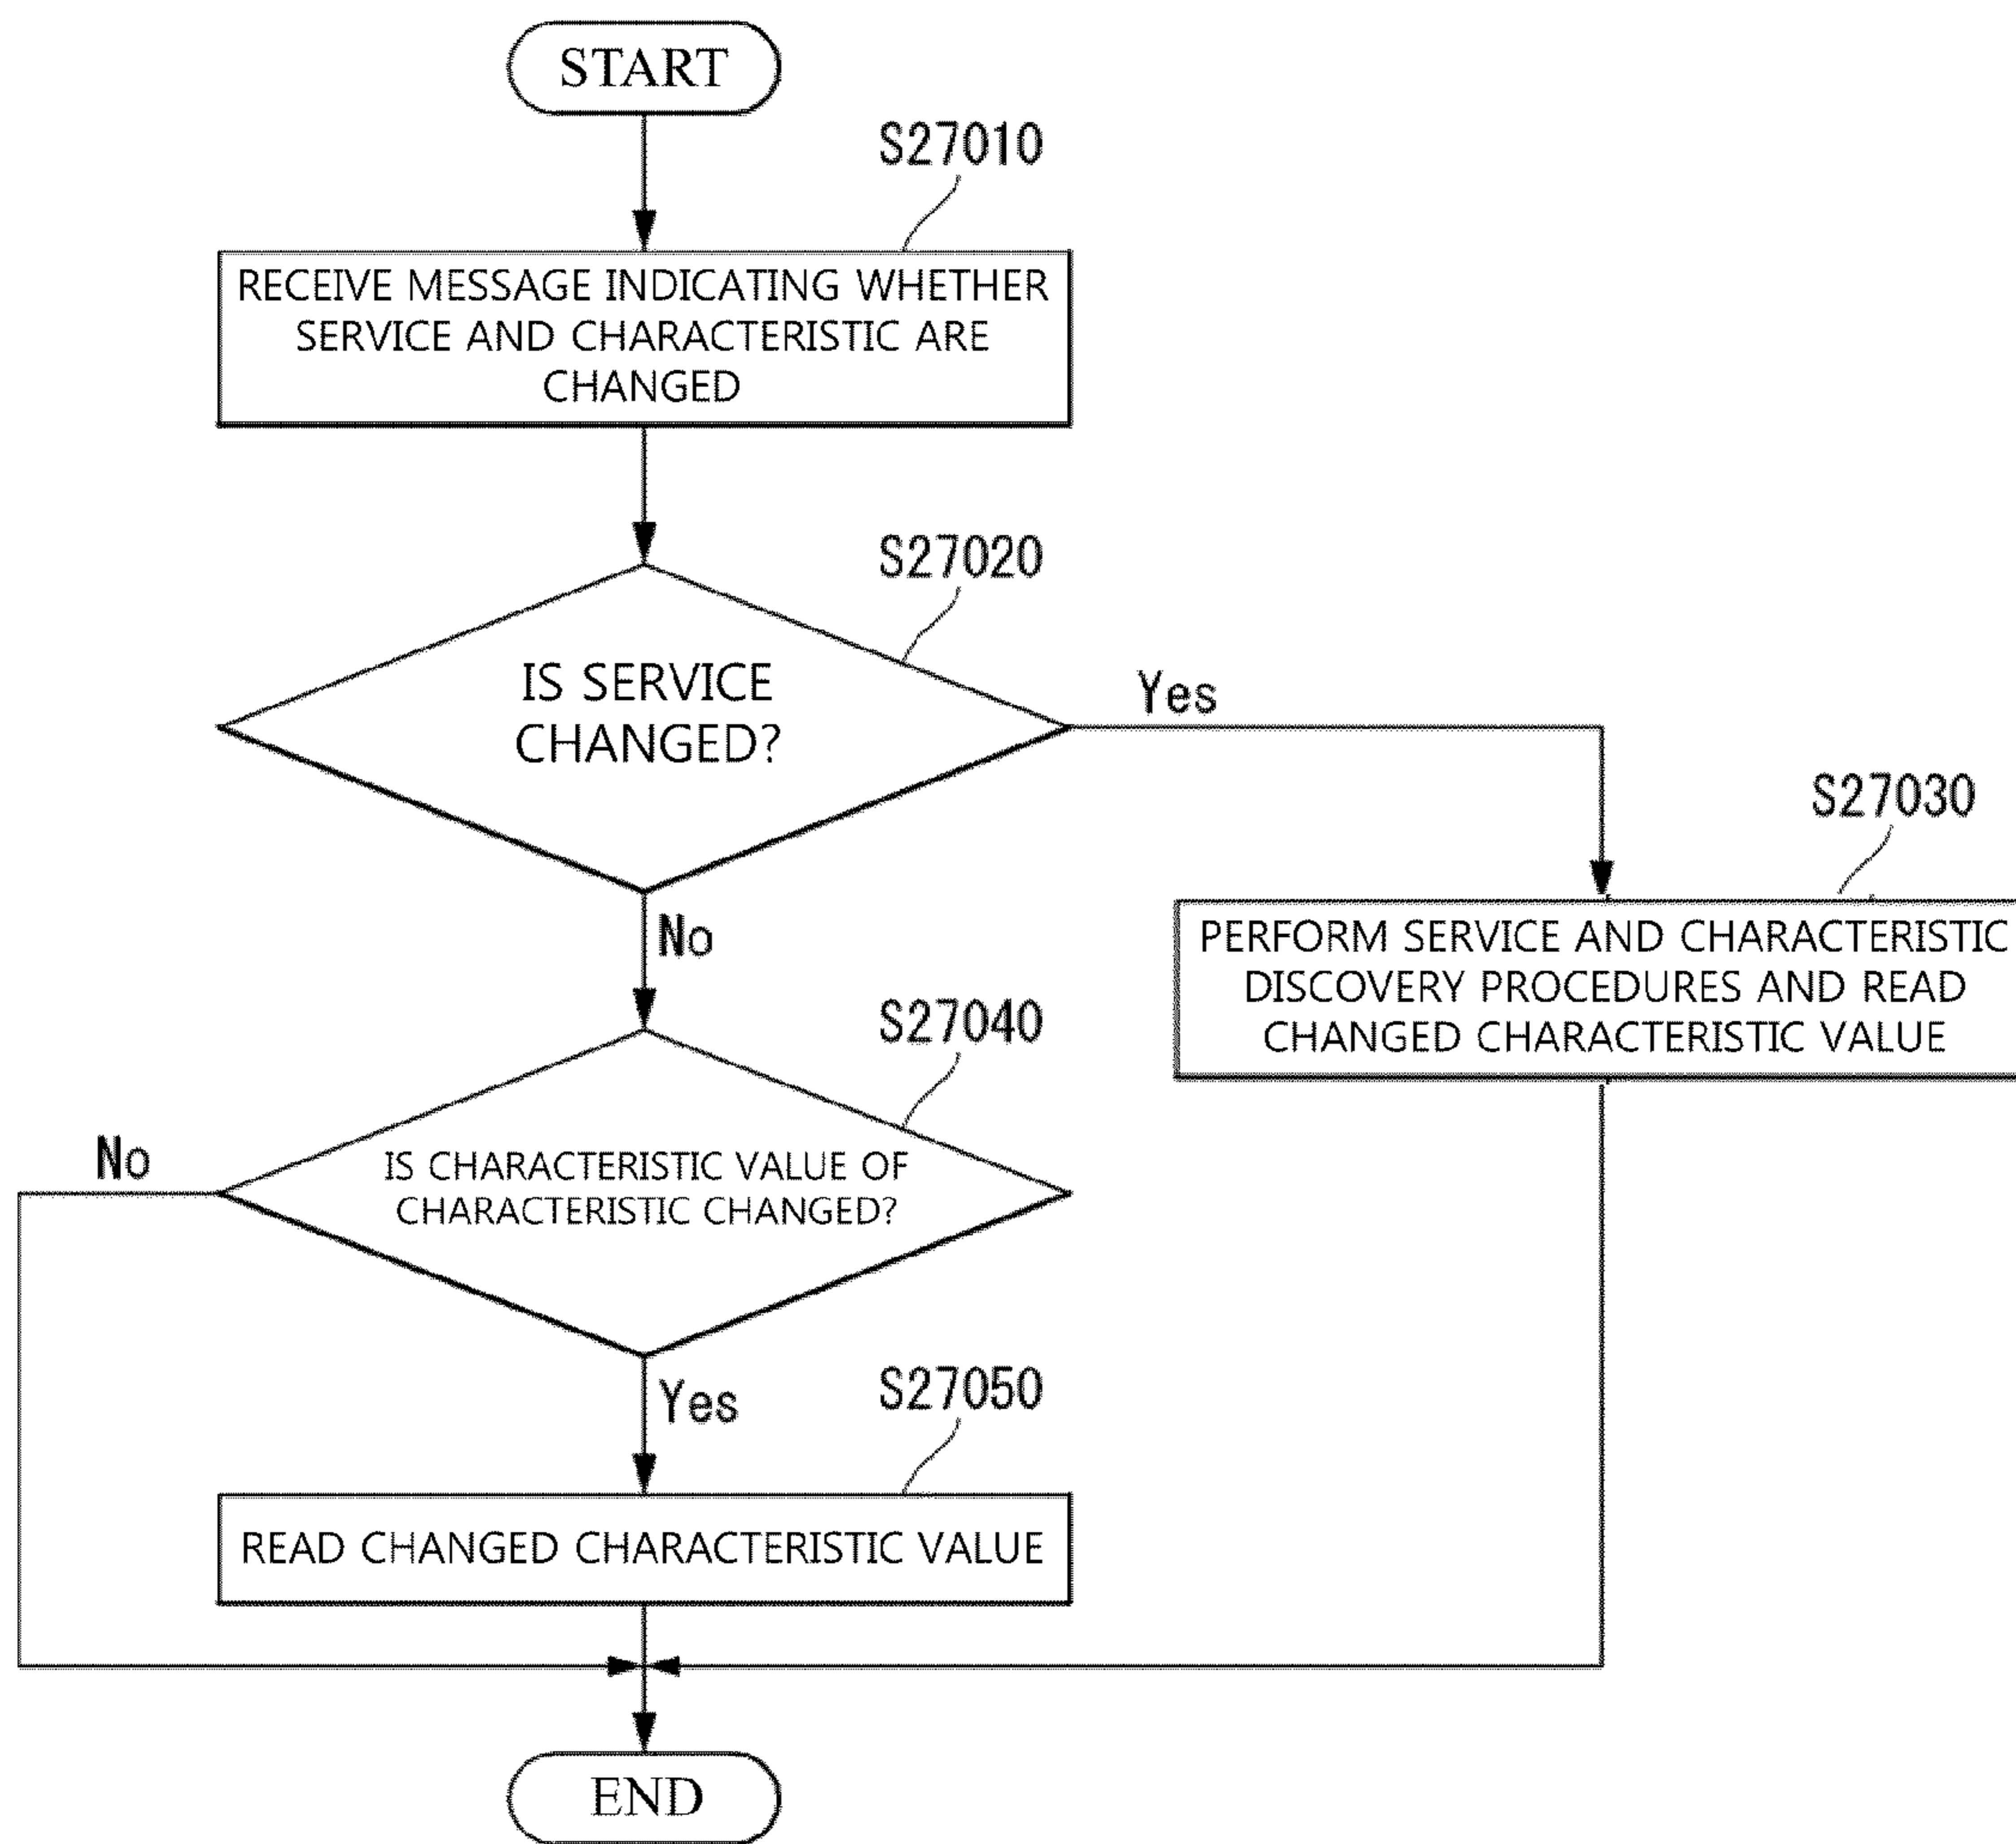 START
S27010
RECEIVE MESSAGE INDICATING WHETHER
SERVICE AND CHARACTERISTIC ARE
CHANGED
S27020
IS SERVICE
CHANGED?
Yes
S27030
PERFORM SERVICE AND CHARACTERISTIC
DISCOVERY PROCEDURES AND READ
CHANGED CHARACTERISTIC VALUE
No
S27040
IS CHARACTERISTIC VALUE OF
CHARACTERISTIC CHANGED?
No
Yes
S27050
READ CHANGED CHARACTERISTIC VALUE
END